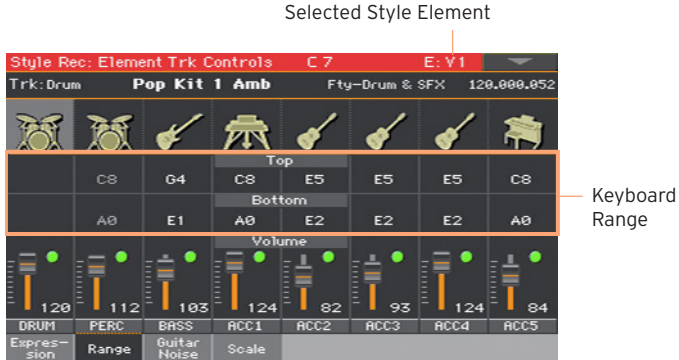 Selected Style Element
Style Rec: Element Trk Controls C 7 E: V1
Trk: Drum Pop Kit 1 Amb Fty-Drum & SFX 120.000.052
Top
C8 G4 C8 E5 E5 E5 C8
Bottom
A0 E1 A0 E2 E2 E2 A0
Keyboard
Range
Volume
120 112 103 124 82 93 124 84
DRUM PERC BASS ACC1 ACC2 ACC3 ACC4 ACC5
Expres-
sion
Range
Guitar
Noise
Scale